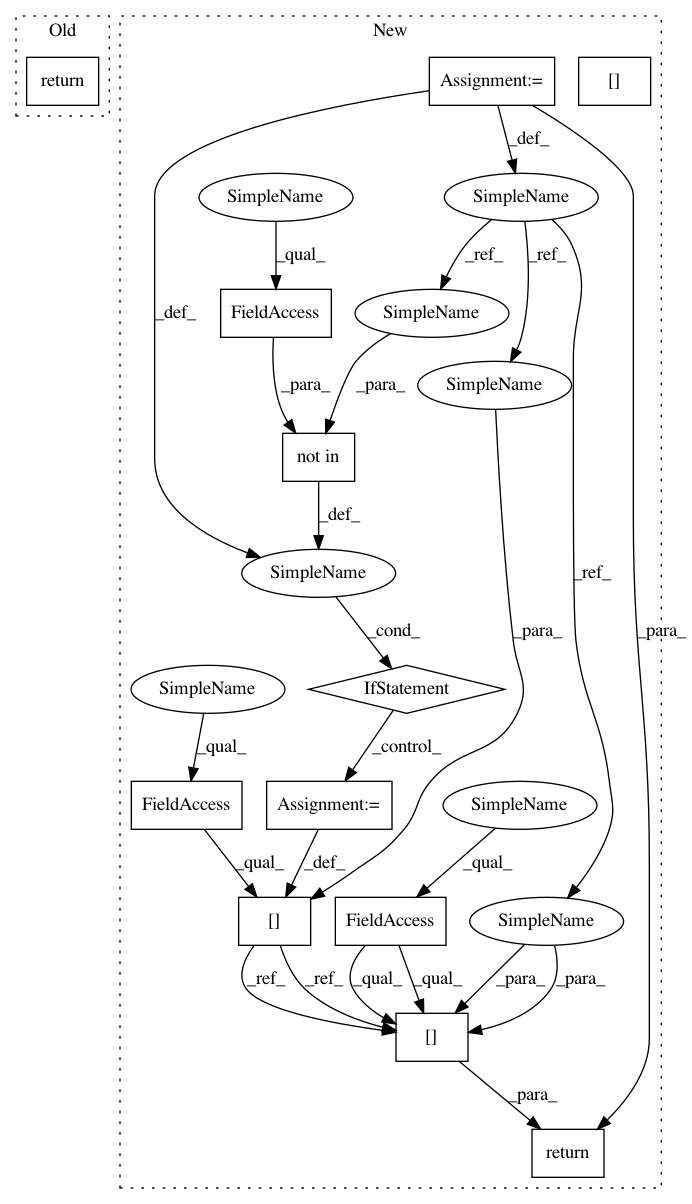 Old
New
return
Assignment:=
[]
_def_
SimpleName
SimpleName
_qual_
_ref_
_ref_
FieldAccess
SimpleName
_def_
SimpleName
_para_
_para_
not in
_def_
SimpleName
_ref_
_cond_
_para_
_para_
SimpleName
IfStatement
_qual_
_control_
FieldAccess
Assignment:=
SimpleName
_qual_
_def_
_qual_
[]
FieldAccess
SimpleName
_ref_
_ref_
_qual_
_qual_
_para_
_para_
[]
_para_
return